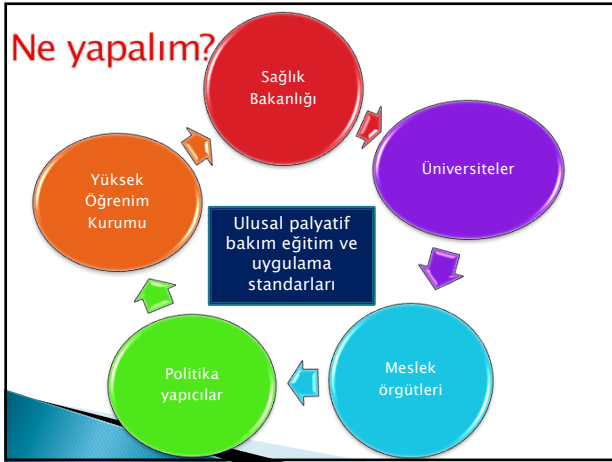 Ne yapalım?
Sağlık
Bakanlığı
Üniversiteler
Meslek
örgütleri
Politika
yapıcılar
Yüksek
Öğrenim
Kurumu
Ulusal palyatif
bakım eğitim ve
uygulama
standarları